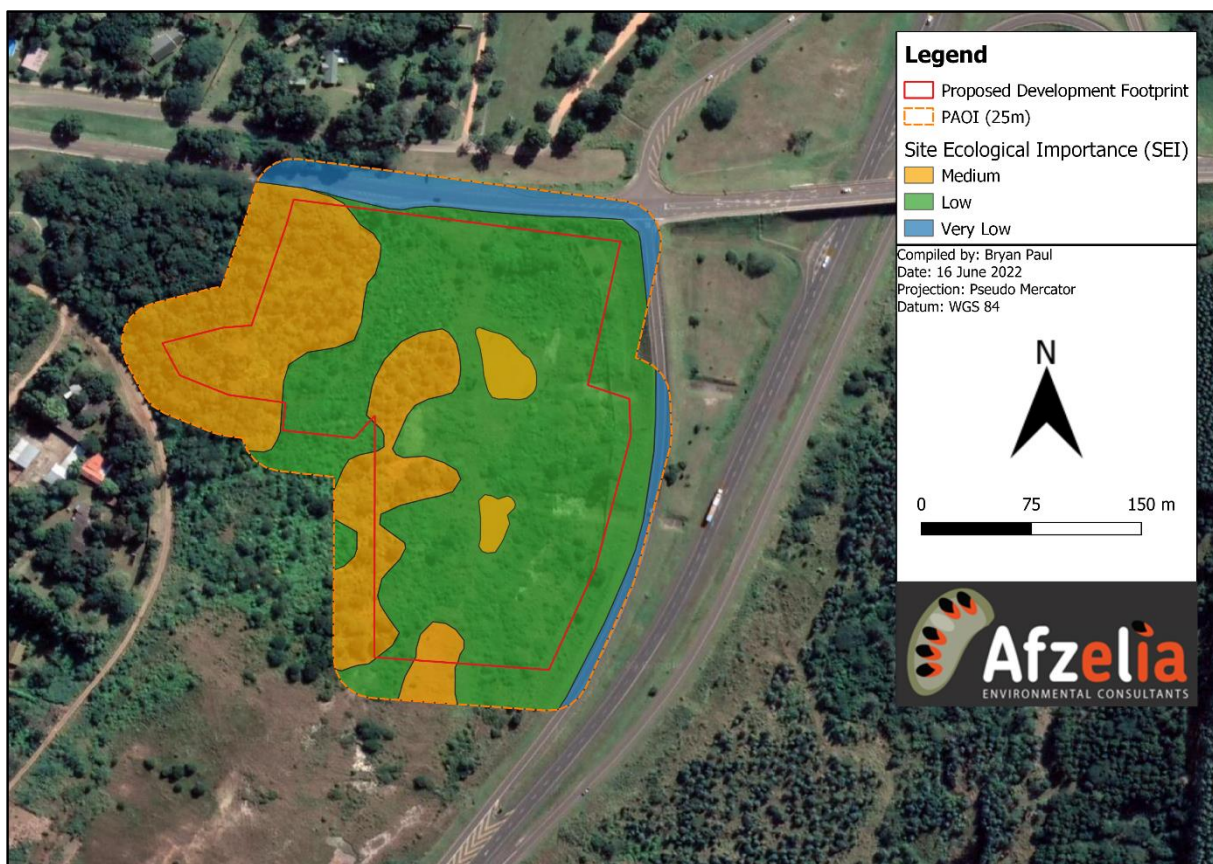 Legend
Proposed Development Footprint
PAOI (25m)
Site Ecological Importance (SEI)
Medium
Low
Very Low
Compiled by: Bryan Paul
Date: 16 June 2022
Projection: Pseudo Mercator
Datum: WGS 84
N
0 75 150 m
Afzelia
ENVIRONMENTAL CONSULTANTS